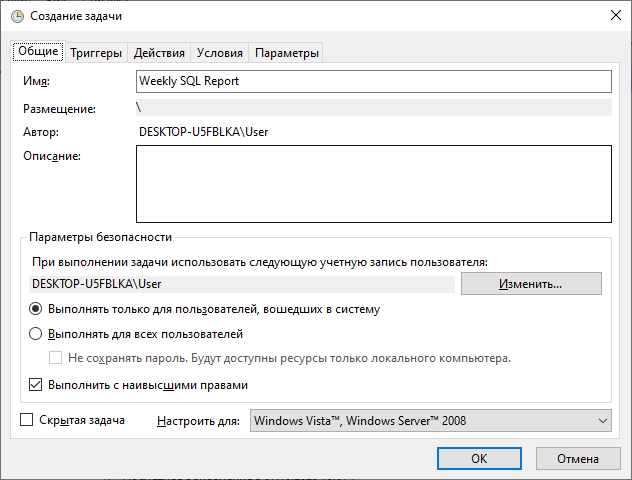 Создание задачи
Общие Триггеры Действия Условия Параметры
Имя: Weekly SQL Report
Размещение: \
Автор: DESKTOP-U5FBLKA\User
Описание:
Параметры безопасности
При выполнении задачи использовать следующую учетную запись пользователя:
DESKTOP-U5FBLKA\User Изменить...
Выполнять только для пользователей, вошедших в систему
Выполнять для всех пользователей
Не сохранять пароль. Будут доступны ресурсы только локального компьютера.
Выполнить с наивысшими правами
Скрытая задача Настроить для: Windows Vista™, Windows Server™ 2008
ОК Отмена